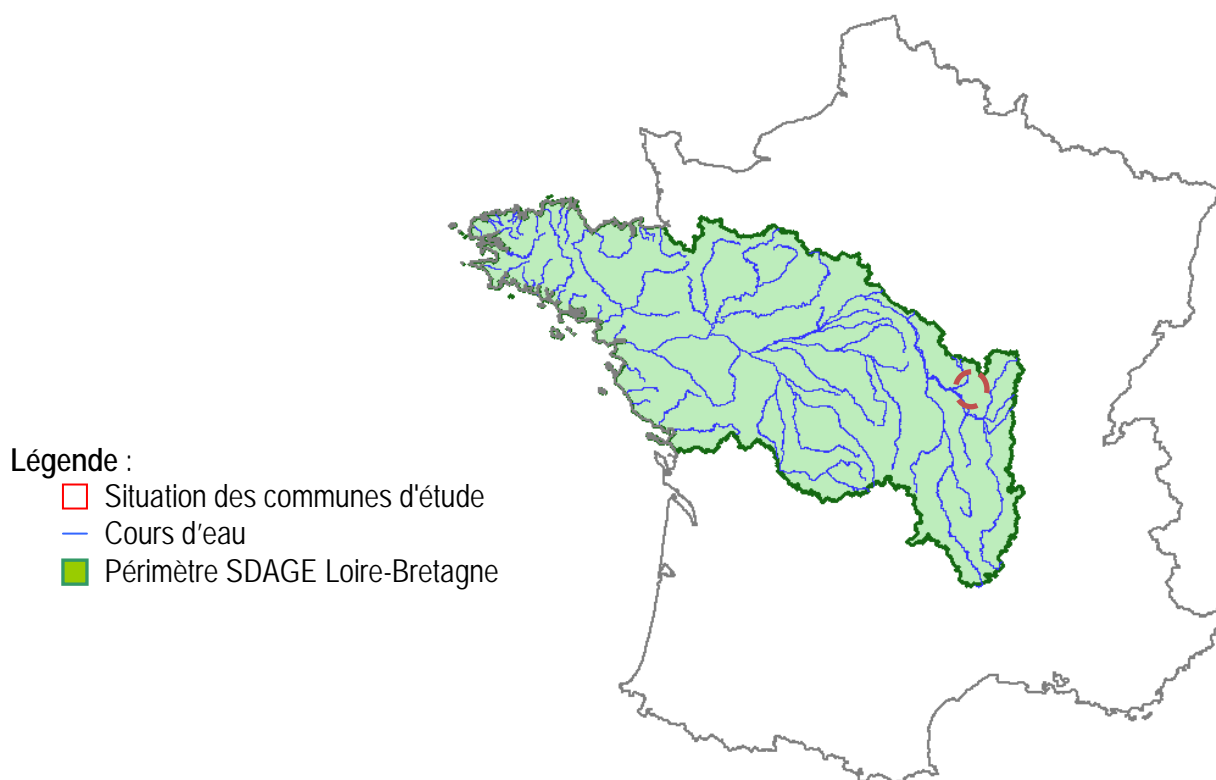 Légende :
Situation des communes d'étude
Cours d'eau
Périmètre SDAGE Loire-Bretagne